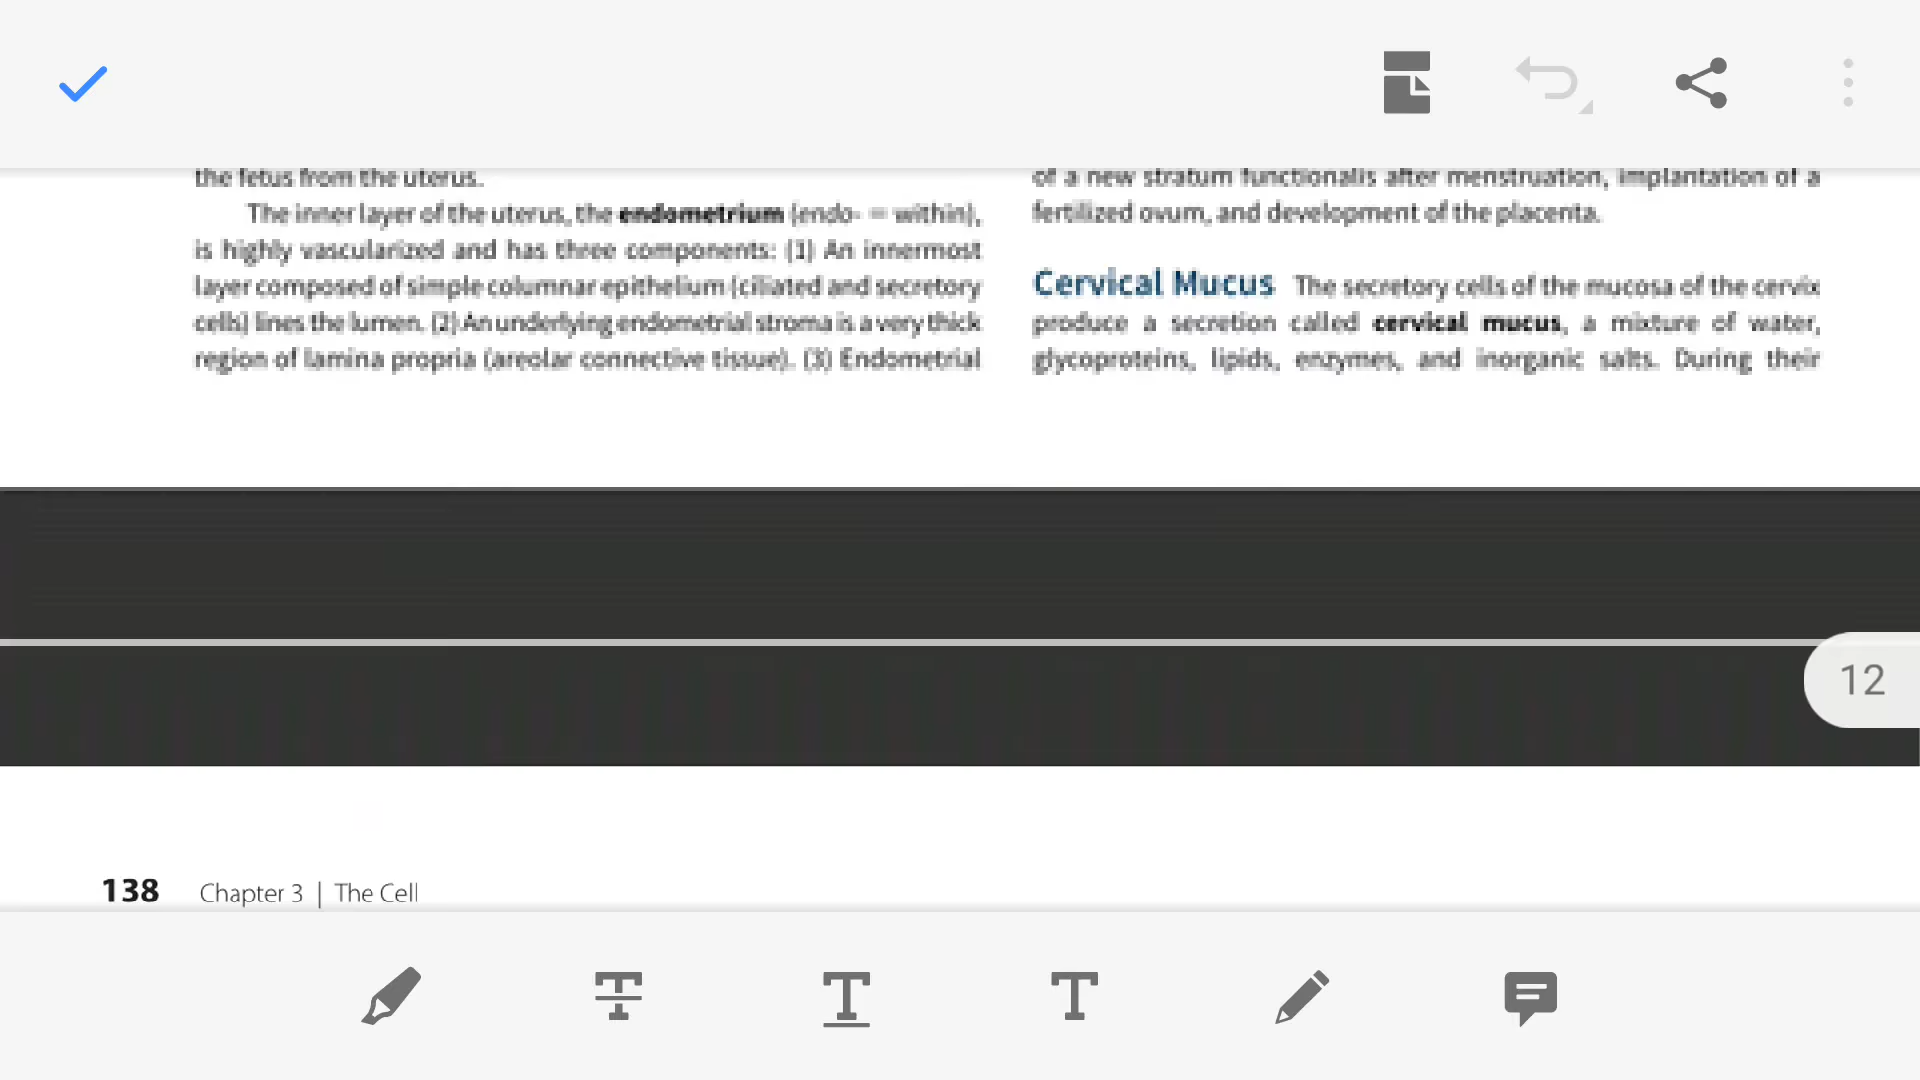 the fetus from the uterus.
The inner layer of the uterus, the endometrium (endo- = within),
is highly vascularized and has three components: (1) An innermost
layer composed of simple columnar epithelium (ciliated and secretory
cells) lines the lumen. (2) An underlying endometrial stroma is a very thick
region of lamina propria (areolar connective tissue). (3) Endometrial
of a new stratum functionalis after menstruation, implantation of a
fertilized ovum, and development of the placenta.
Cervical Mucus The secretory cells of the mucosa of the cervix
produce a secretion called cervical mucus, a mixture of water,
glycoproteins, lipids, enzymes, and inorganic salts. During their
12
138 Chapter 3 | The Cell